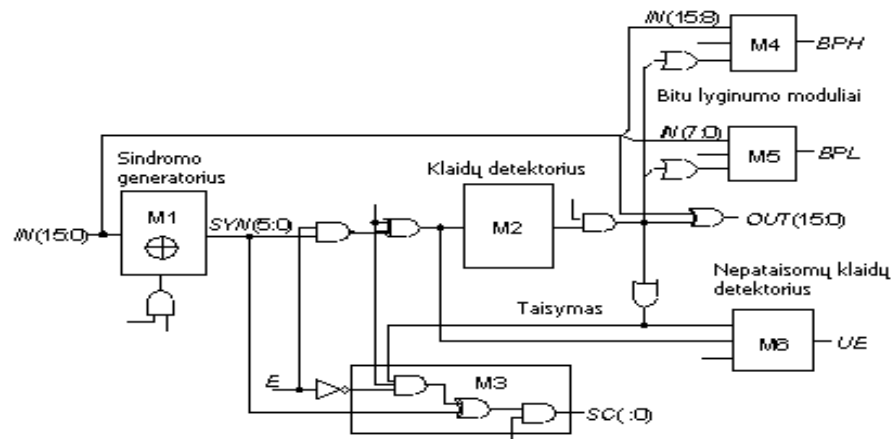 IN(15:8)
M4
BPH
Bitu lyginumo moduliai
IN(7:0)
M5
BPL
Sindromo
generatorius
Klaidų detektorius
M1
SYN(5:0)
M2
IN(15:0)
OUT(15:0)
Nepataisomų klaidų
detektorius
Taisymas
M6
UE
E
M3
SC( :0)